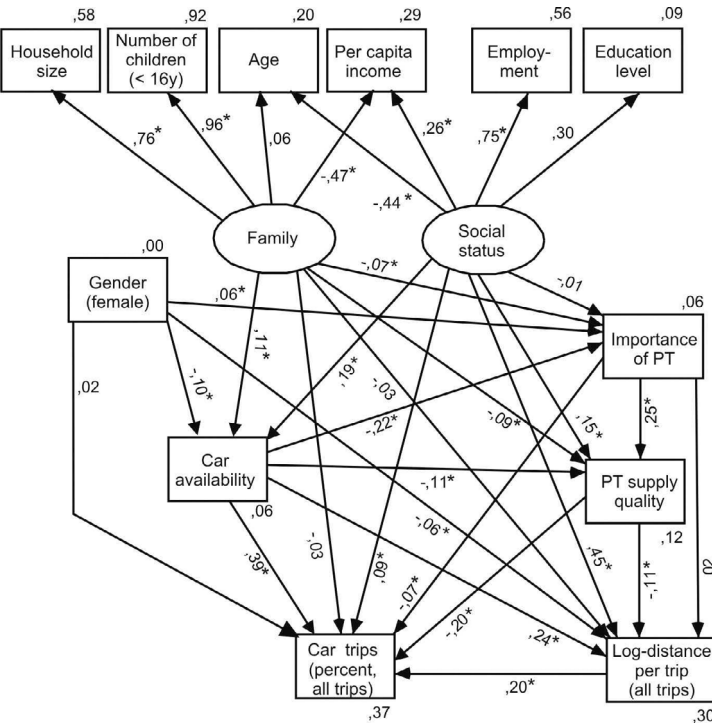 ,58
,92
,20
,29
,56
,09
Household
size
Number of
children
(< 16y)
Age
Per capita
income
Employ-
ment
Education
level
,76*
,96*
,06
-,47*
-,44*
,26*
,75*
,30
Family
Social
status
,00
Gender
(female)
,06*
-,07*
-,01
,06
Importance
of PT
,02
-,10*
,11*
,19*
-,03
-,22*
-,09*
,15*
,25*
Car
availability
,06
-,11*
PT supply
quality
,12
,39*
-,03
,09*
-,06*
-,07*
-,20*
,45*
-,11*
,02
,24*
Car trips
(percent,
all trips)
,37
,20*
Log-distance
per trip
(all trips)
,30